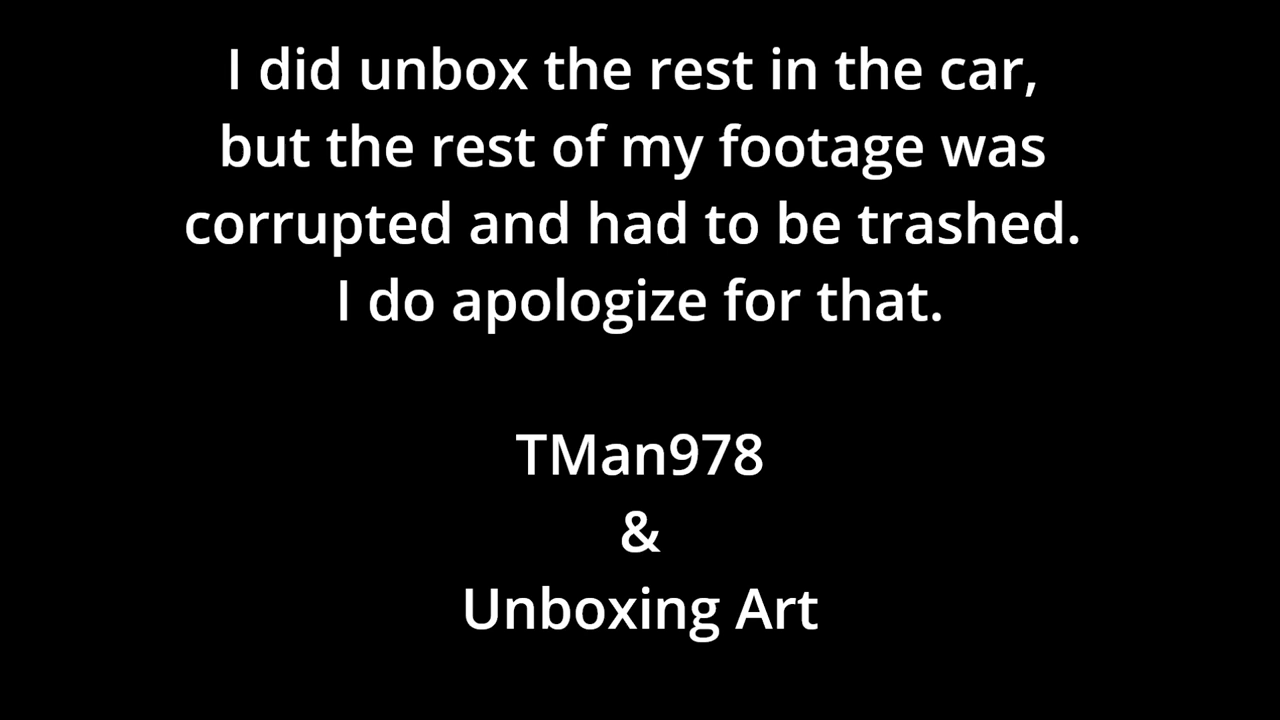 I did unbox the rest in the car,
but the rest of my footage was
corrupted and had to be trashed.
I do apologize for that.
TMan978
&
Unboxing Art